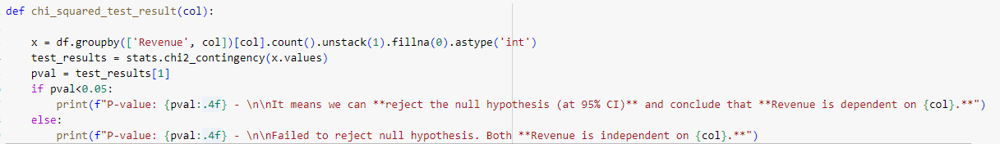 def chi_squared_test_result(col):
x = df.groupby(['Revenue', col])[col].count().unstack(1).fillna(0).astype('int')
test_results = stats.chi2_contingency(x.values)
pval = test_results[1]
if pval<0.05:
print(f"P-value: {pval:.4f} - \n\nIt means we can **reject the null hypothesis (at 95% CI)** and conclude that **Revenue is dependent on {col}.**")
else:
print(f"P-value: {pval:.4f} - \n\nFailed to reject null hypothesis. Both **Revenue is independent on {col}.**")